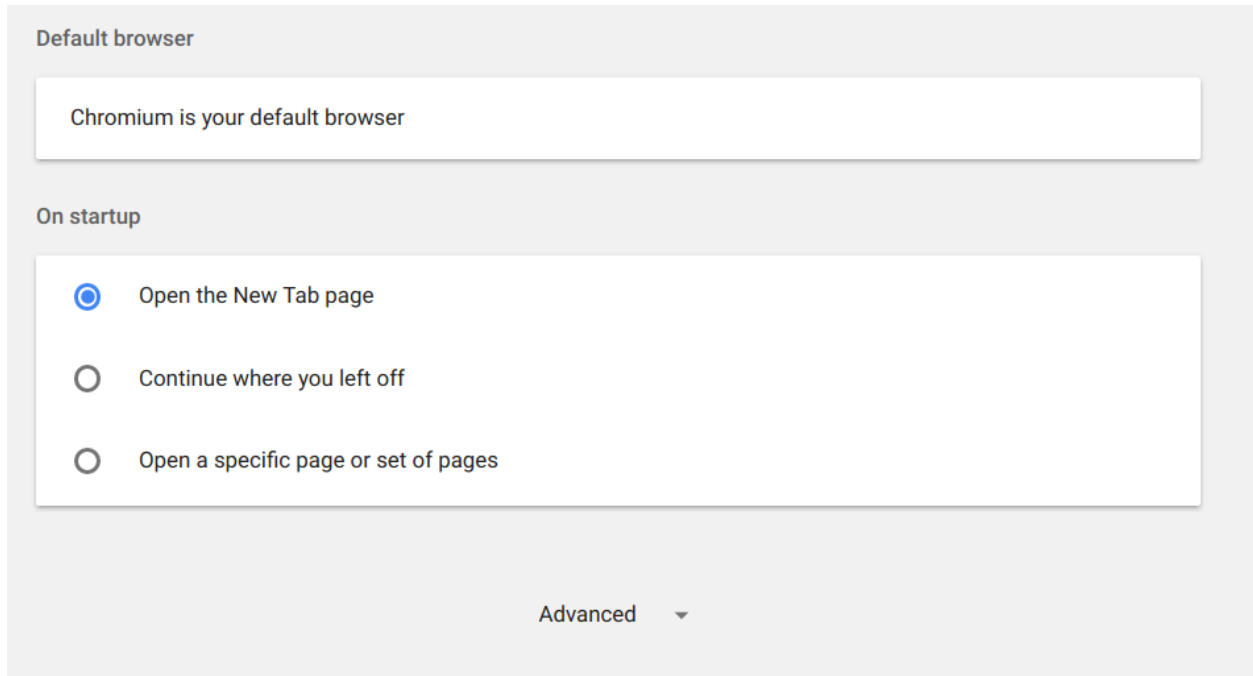 Default browser
Chromium is your default browser
On startup
Open the New Tab page
Continue where you left off
Open a specific page or set of pages
Advanced